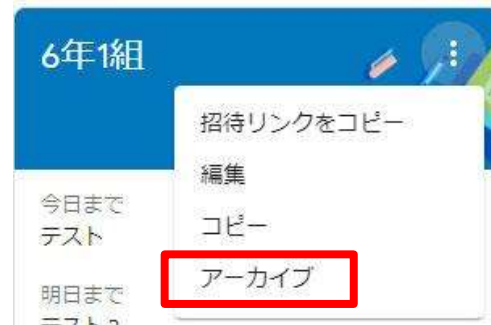 6年1組
招待リンクをコピー
編集
コピー
アーカイブ
今日まで
テスト
明日まで